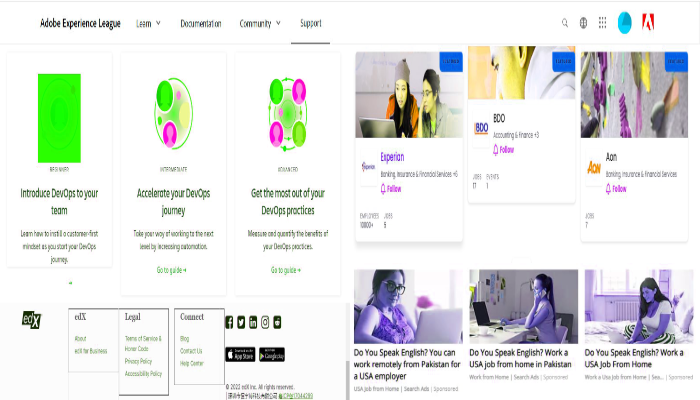 Adobe Experience League
Learn
Documentation
Community
Support
BEGINNER
Introduce DevOps to your
team
Learn how to instill a customer-first
mindset as you start your DevOps
journey.
INTERMEDIATE
Accelerate your DevOps
journey
Take your way of working to the next
level by increasing automation.
Go to guide →
ADVANCED
Get the most out of your
DevOps practices
Measure and quantify the benefits of
your DevOps practices.
Go to guide →
Experian
Banking, Insurance & Financial Services +6
Follow
EMPLOYEES JOBS
10000+ 5
BDO
BDO
Accounting & Finance +3
Follow
JOBS EVENTS
17 1
Aon
Aon
Banking, Insurance & Financial Services
Follow
JOBS
7
edX
edX
About
edX for Business
Legal
Terms of Service &
Honor Code
Privacy Policy
Accessibility Policy
Connect
Blog
Contact Us
Help Center
App Store
Google play
© 2022 edX Inc. All rights reserved.
Do You Speak English? You can
work remotely from Pakistan for
a USA employer
USA Job from Home | Search Ads | Sponsored
Do You Speak English? Work a
USA job from home in Pakistan
Work from Home | Search Ads | Sponsored
Do You Speak English? Work a
USA Job From Home
Work a Usa Job from Home | Sea... | Sponsored